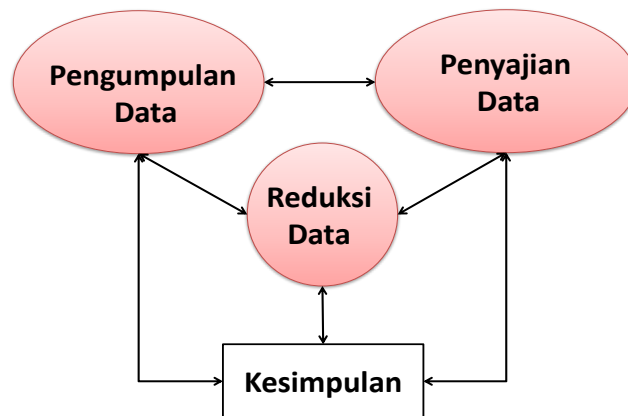 Pengumpulan
Data
Penyajian
Data
Reduksi
Data
Kesimpulan